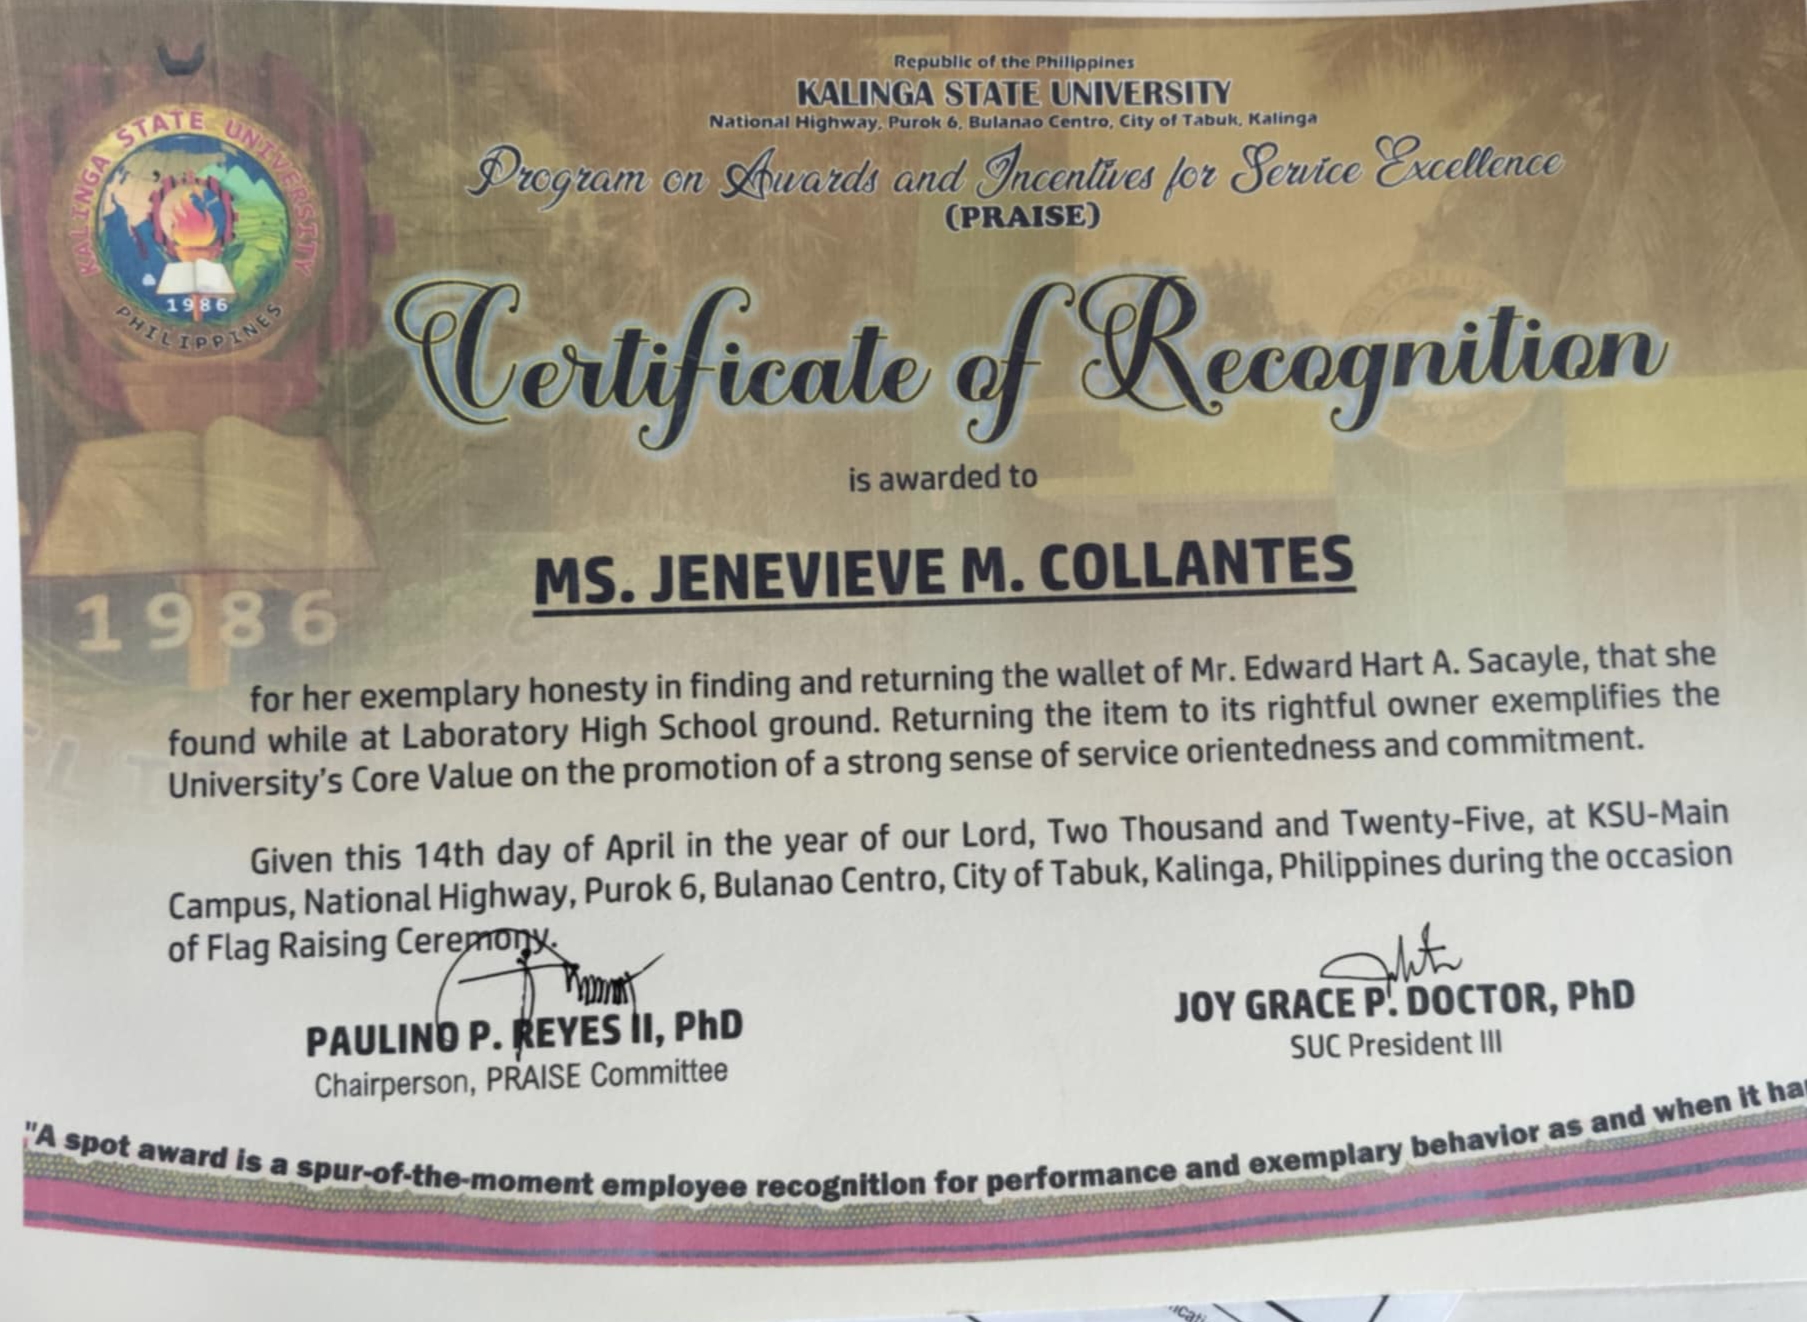 Republic of the Philippines
KALINGA STATE UNIVERSITY
National Highway, Purok 6, Bulanao Centro, City of Tabuk, Kalinga
Program on Awards and Incentives for Service Excellence
(PRAISE)
KALINGA STATE UNIVERSITY
1986
PHILIPPINES
Certificate of Recognition
is awarded to
MS. JENEVIEVE M. COLLANTES
1986
for her exemplary honesty in finding and returning the wallet of Mr. Edward Hart A. Sacayle, that she
found while at Laboratory High School ground. Returning the item to its rightful owner exemplifies the
University's Core Value on the promotion of a strong sense of service orientedness and commitment.
Given this 14th day of April in the year of our Lord, Two Thousand and Twenty-Five, at KSU-Main
Campus, National Highway, Purok 6, Bulanao Centro, City of Tabuk, Kalinga, Philippines during the occasion
of Flag Raising Ceremony.
PAULINO P. REYES II, PhD
Chairperson, PRAISE Committee
JOY GRACE P. DOCTOR, PhD
SUC President III
"A spot award is a spur-of-the-moment employee recognition for performance and exemplary behavior as and when it